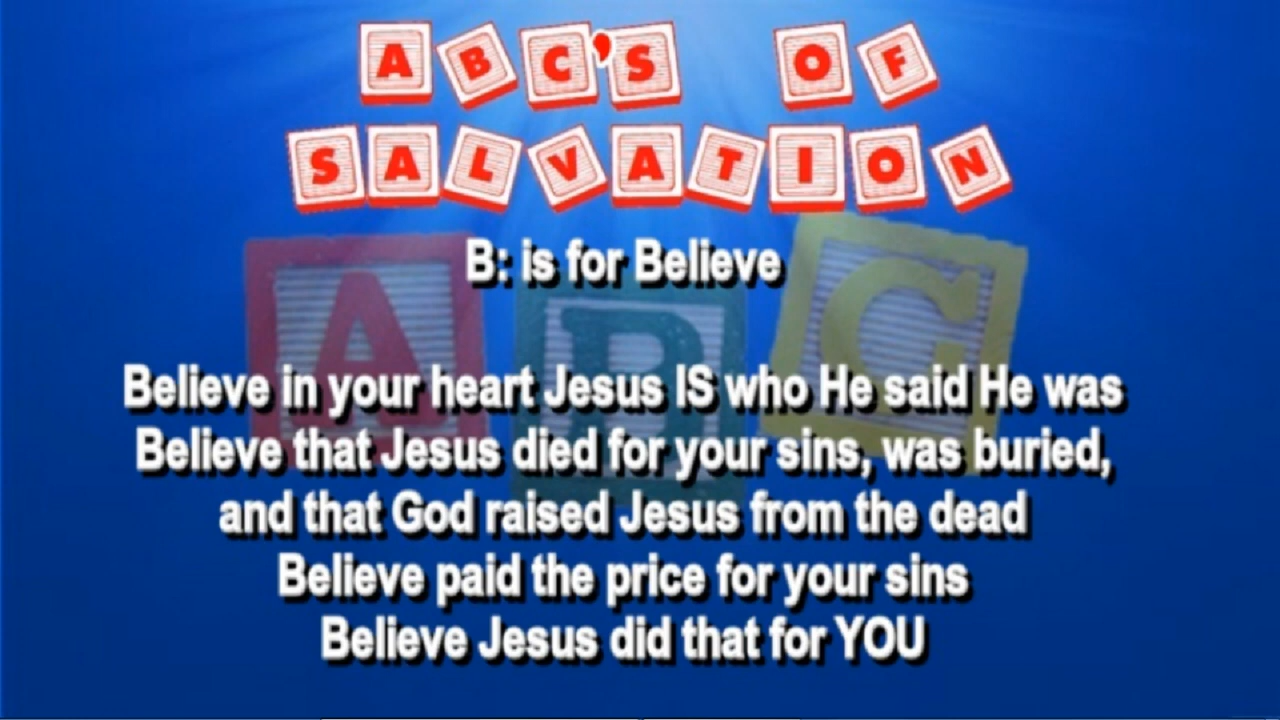 ABC'S OF
SALVATION
B: is for Believe
A B C
Believe in your heart Jesus IS who He said He was
Believe that Jesus died for your sins, was buried,
and that God raised Jesus from the dead
Believe paid the price for your sins
Believe Jesus did that for YOU